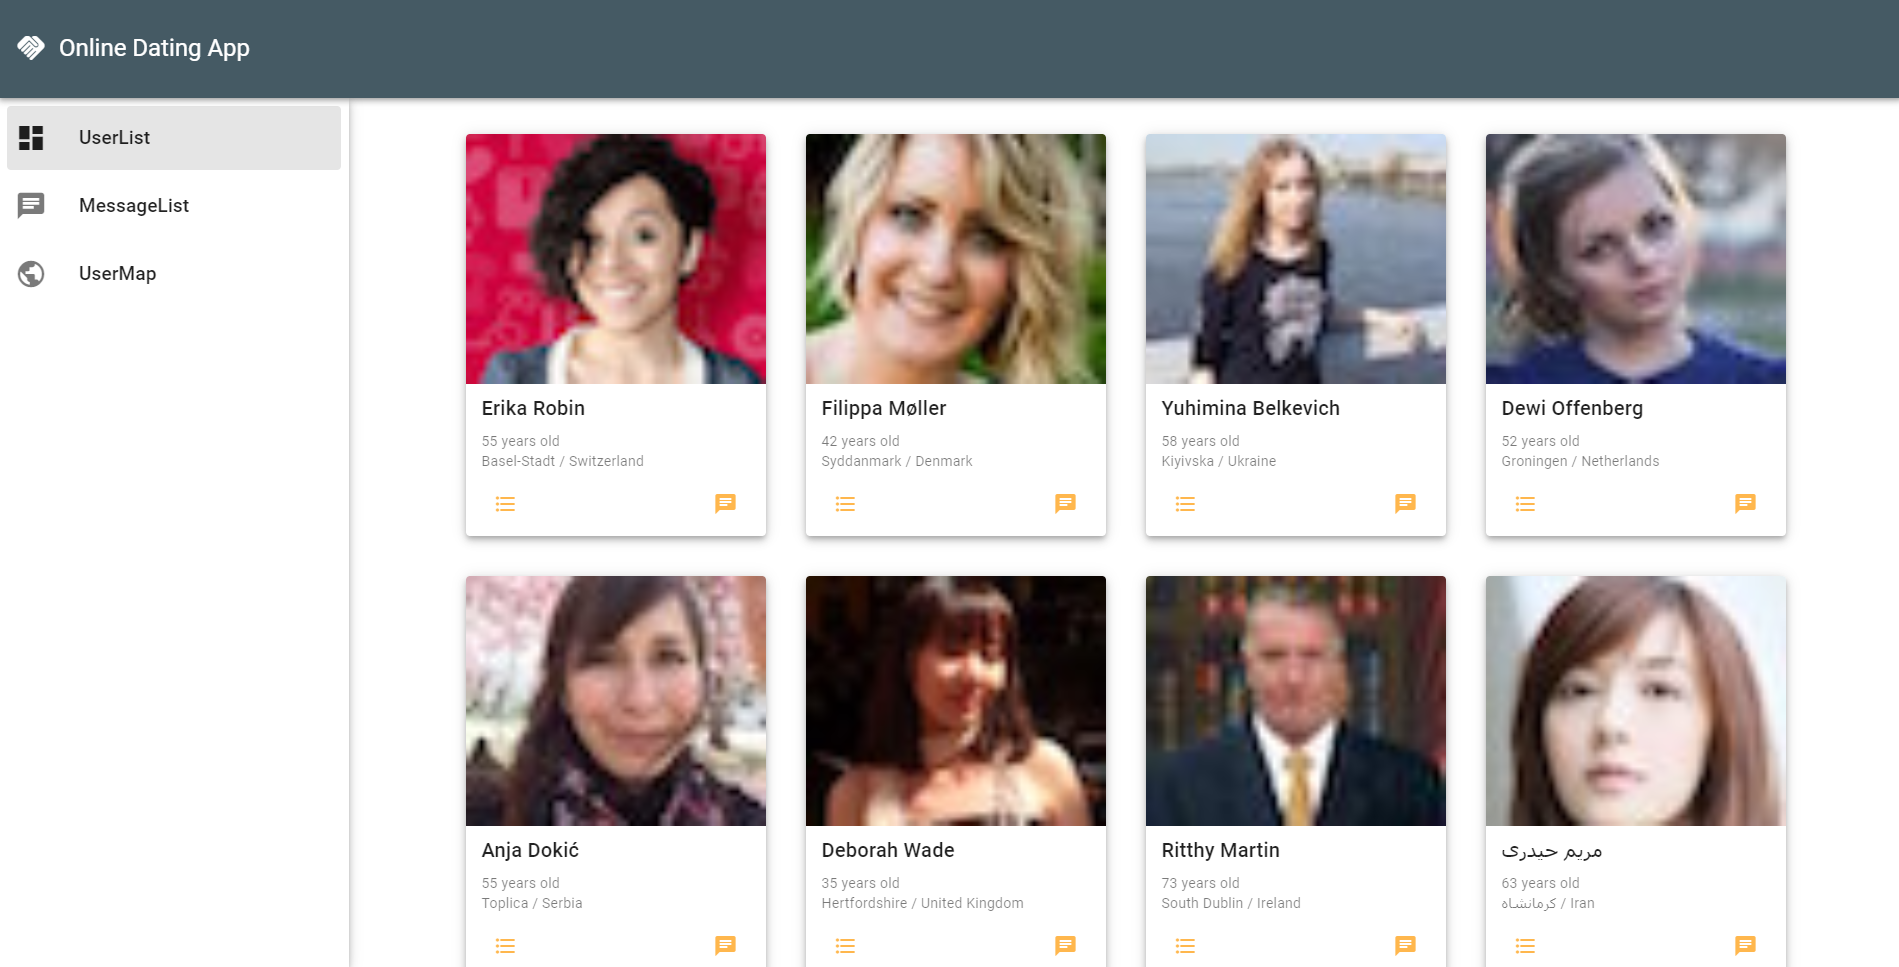 Online Dating App
UserList
MessageList
UserMap
Erika Robin
55 years old
Basel-Stadt / Switzerland
Filippa Møller
42 years old
Syddanmark / Denmark
Yuhimina Belkevich
58 years old
Kiyivska / Ukraine
Dewi Offenberg
52 years old
Groningen / Netherlands
Anja Dokić
55 years old
Toplica / Serbia
Deborah Wade
35 years old
Hertfordshire / United Kingdom
Ritthy Martin
73 years old
South Dublin / Ireland
مریم حیدری
63 years old
کرمانشاه / Iran